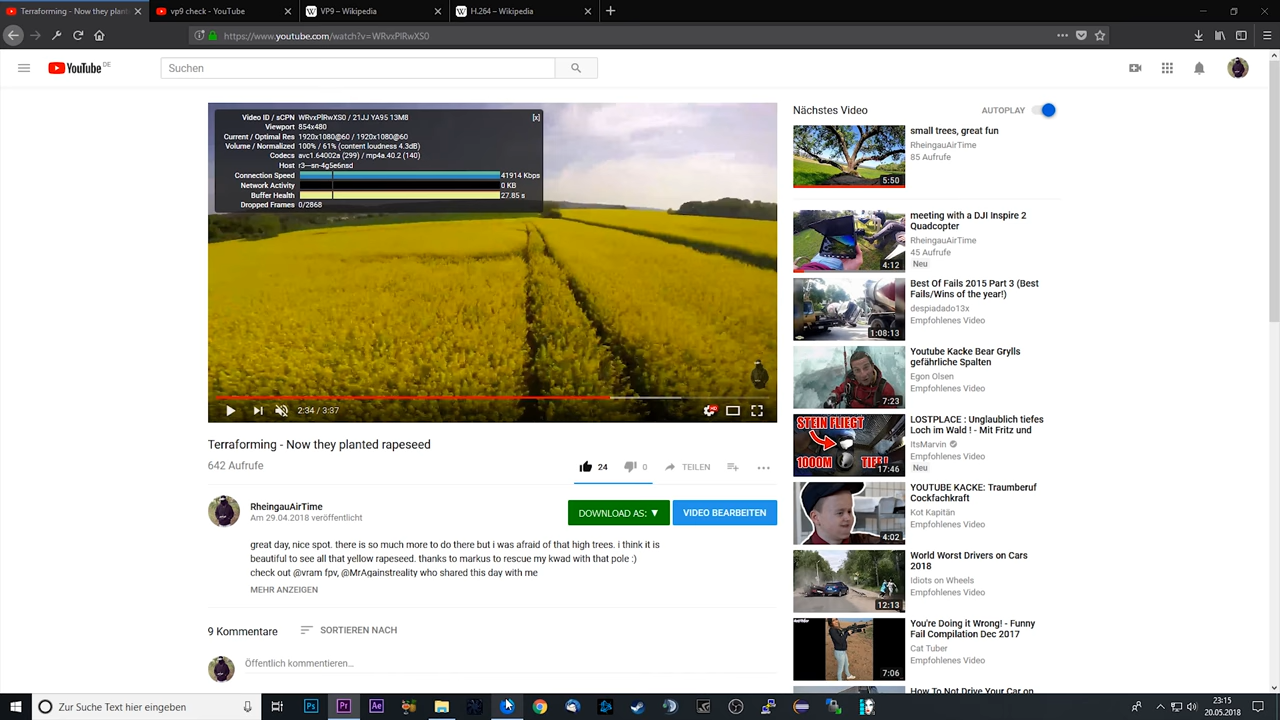 Terraforming - Now they plante
vp9 check - YouTube
VP9 – Wikipedia
H.264 – Wikipedia
https://www.youtube.com/watch?v=WRvxPlRwXS0
YouTube DE
Suchen
Video ID / sCPN WRvxPlRwXS0 / 21JJ YA95 13M8 [x]
Viewport 854x480
Current / Optimal Res 1920x1080@60 / 1920x1080@60
Volume / Normalized 100% / 61% (content loudness 4.3dB)
Codecs avc1.64002a (299) / mp4a.40.2 (140)
Host r3---sn-4g5e6nsd
Connection Speed 41914 Kbps
Network Activity 0 KB
Buffer Health 27.85 s
Dropped Frames 0/2868
2:34 / 3:37
HD
Terraforming - Now they planted rapeseed
642 Aufrufe
24
0
TEILEN
RheingauAirTime
Am 29.04.2018 veröffentlicht
DOWNLOAD AS: ▼
VIDEO BEARBEITEN
great day, nice spot. there is so much more to do there but i was afraid of that high trees. i think it is
beautiful to see all that yellow rapeseed. thanks to markus to rescue my kwad with that pole :)
check out @vram fpv, @MrAgainstreality who shared this day with me
MEHR ANZEIGEN
9 Kommentare
SORTIEREN NACH
Öffentlich kommentieren...
Nächstes Video
AUTOPLAY
small trees, great fun
RheingauAirTime
85 Aufrufe
5:50
meeting with a DJI Inspire 2
Quadcopter
RheingauAirTime
45 Aufrufe
Neu
4:12
Best Of Fails 2015 Part 3 (Best
Fails/Wins of the year!)
despiadado13x
Empfohlenes Video
1:08:13
Youtube Kacke Bear Grylls
gefährliche Spalten
Egon Olsen
Empfohlenes Video
7:23
LOSTPLACE : Unglaublich tiefes
Loch im Wald ! - Mit Fritz und
ItsMarvin
Empfohlenes Video
Neu
STEIN FLIEGT
1000M
TIEF!
17:46
YOUTUBE KACKE: Traumberuf
Cockfachkraft
Kot Kapitän
Empfohlenes Video
4:02
World Worst Drivers on Cars
2018
Idiots on Wheels
Empfohlenes Video
12:13
You're Doing it Wrong! - Funny
Fail Compilation Dec 2017
Cat Tuber
Empfohlenes Video
7:06
How To Not Drive Your Car on
Zur Suche Text hier eingeben
Ps
Pr
Ae
23:15
20.05.2018